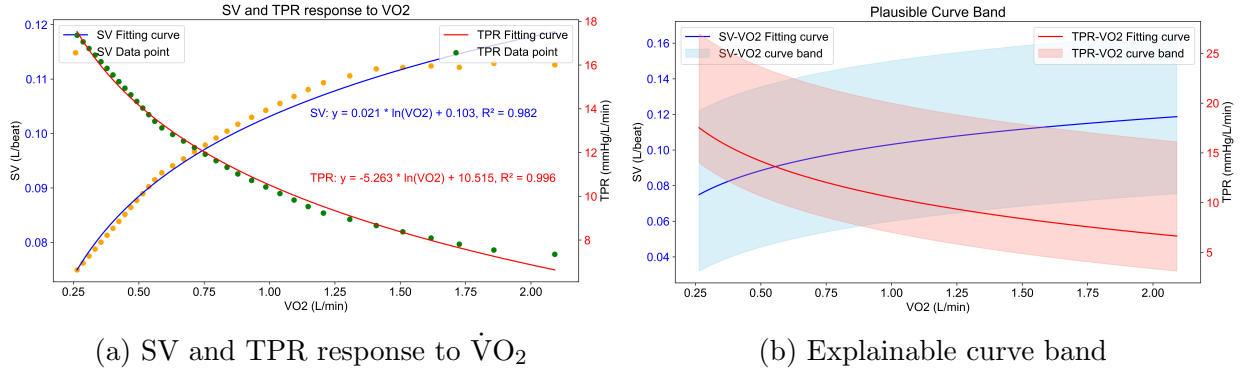 SV and TPR response to VO2
SV Fitting curve
SV Data point
TPR Fitting curve
TPR Data point
SV: y = 0.021 * ln(VO2) + 0.103, R² = 0.982
TPR: y = -5.263 * ln(VO2) + 10.515, R² = 0.996
SV (L/beat)
0.12
0.11
0.10
0.09
0.08
TPR (mmHg/L/min)
18
16
14
12
10
8
0.25 0.50 0.75 1.00 1.25 1.50 1.75 2.00
VO2 (L/min)
(a) SV and TPR response to V̇O₂
Plausible Curve Band
SV-VO2 Fitting curve
SV-VO2 curve band
TPR-VO2 Fitting curve
TPR-VO2 curve band
SV (L/beat)
0.16
0.14
0.12
0.10
0.08
0.06
0.04
TPR (mmHg/L/min)
25
20
15
10
5
0.25 0.50 0.75 1.00 1.25 1.50 1.75 2.00
VO2 (L/min)
(b) Explainable curve band